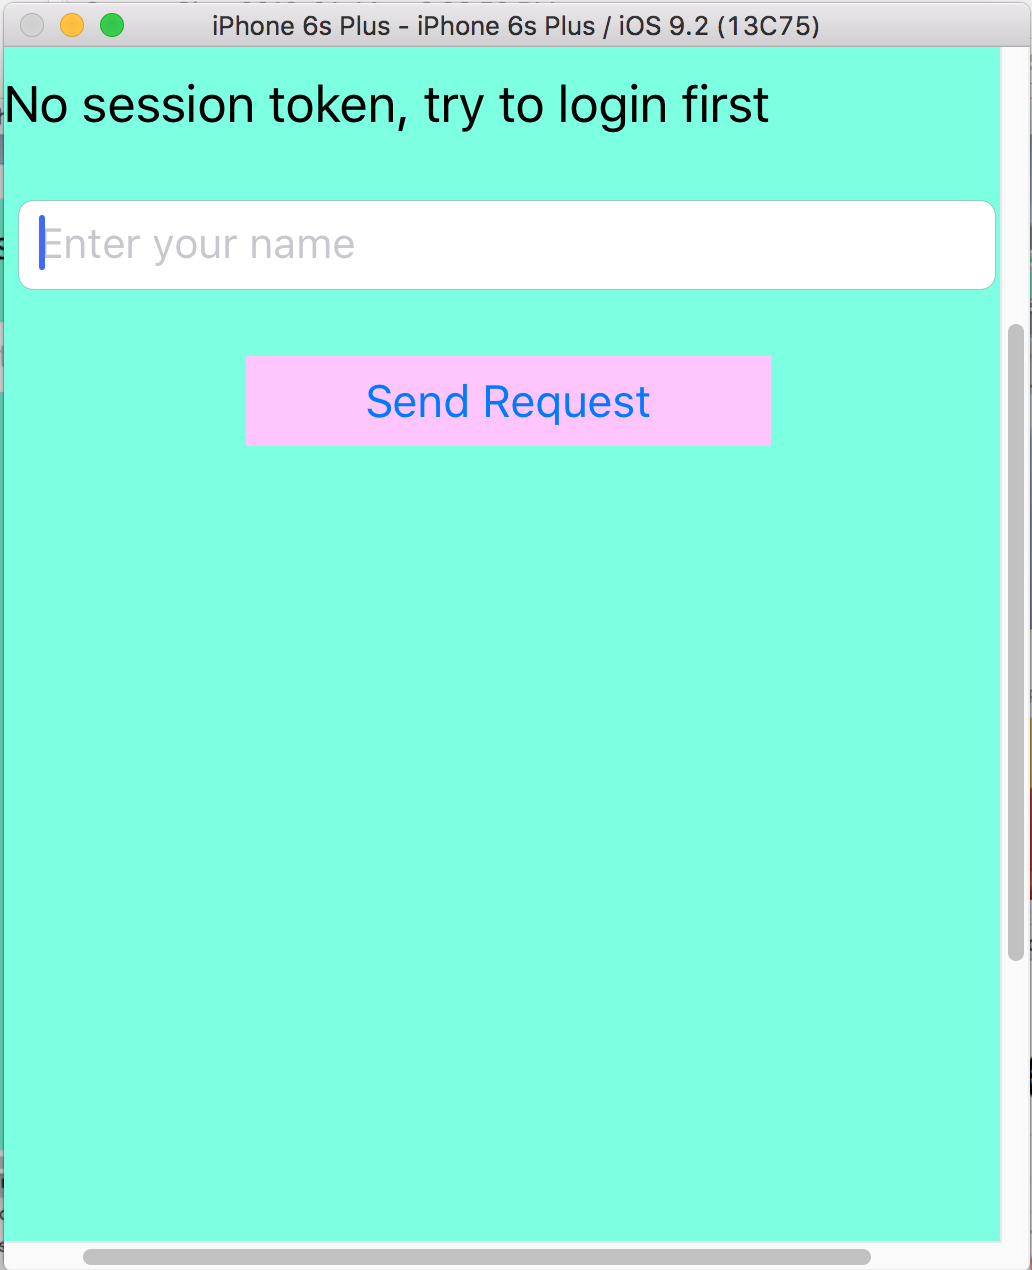 iPhone 6s Plus - iPhone 6s Plus / iOS 9.2 (13C75)
No session token, try to login first
Enter your name
Send Request